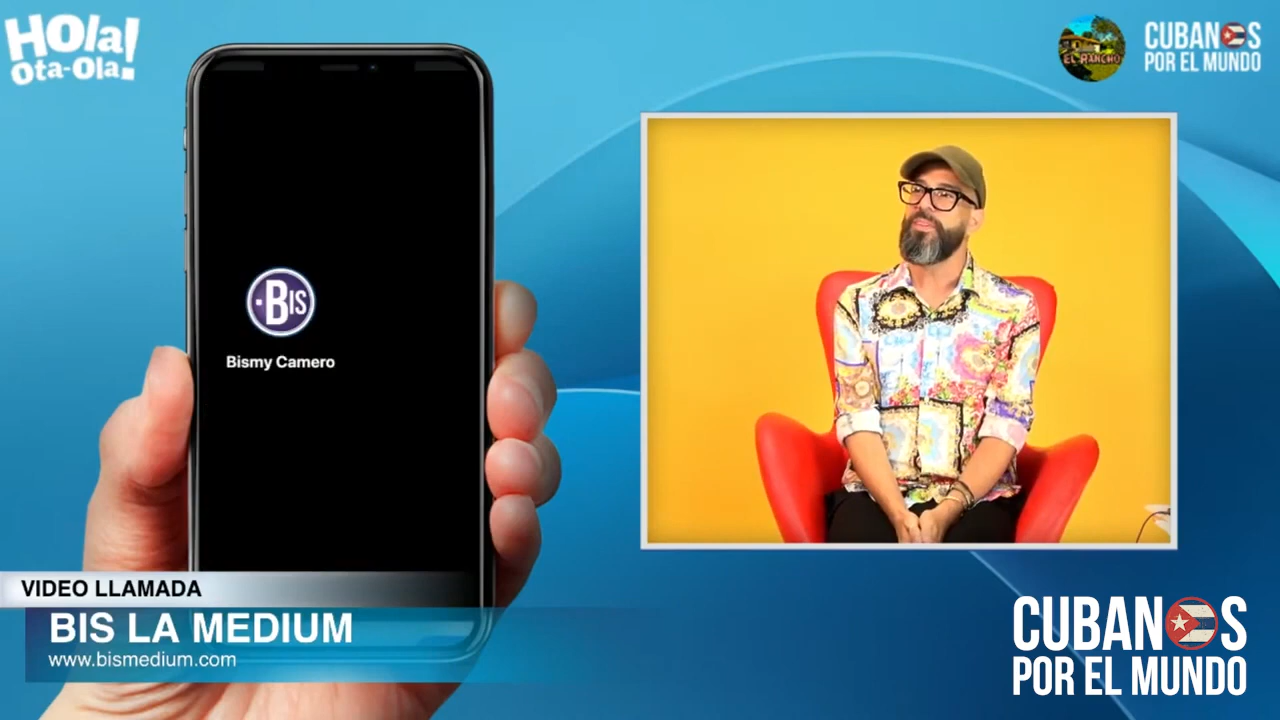 Hola!
Ota-Ola!
EL RANCHO
CUBANOS
POR EL MUNDO
BIS
Bismy Camero
VIDEO LLAMADA
BIS LA MEDIUM
www.bismedium.com
CUBANOS
POR EL MUNDO